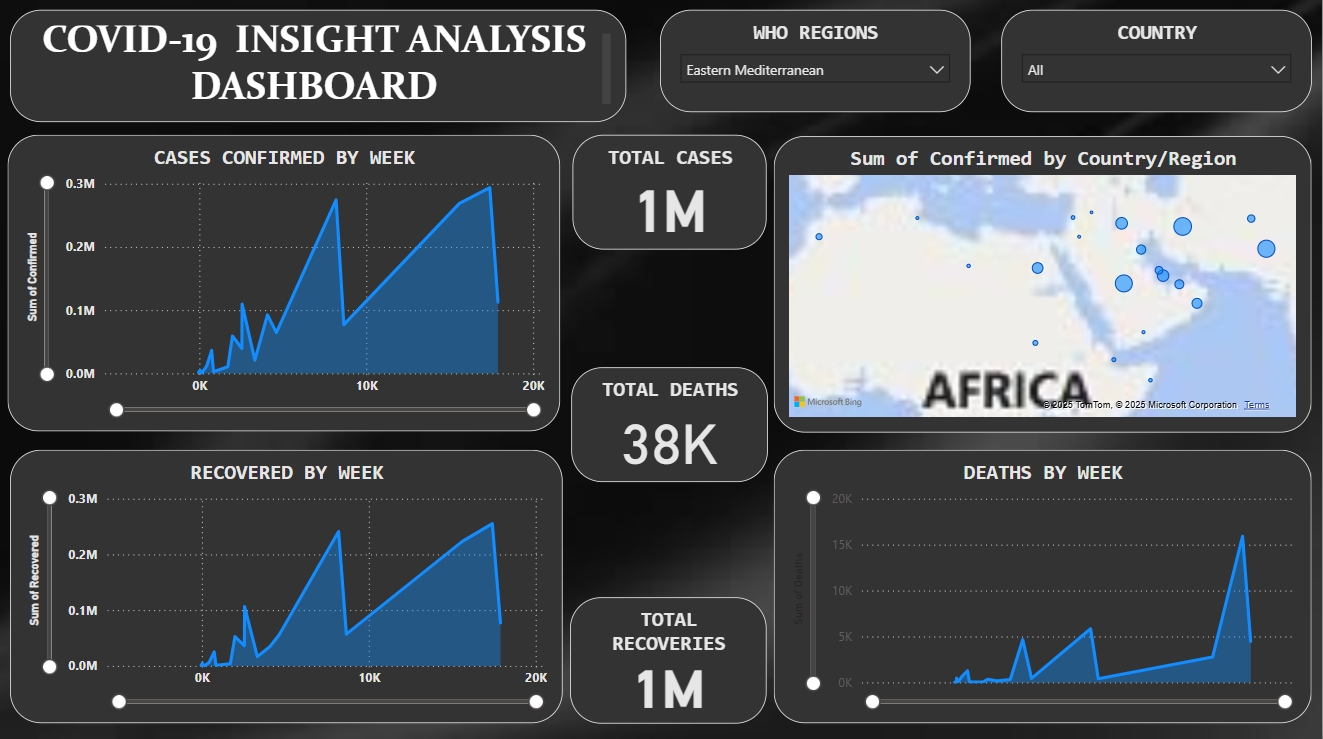 COVID-19 INSIGHT ANALYSIS
DASHBOARD
WHO REGIONS
Eastern Mediterranean
COUNTRY
All
CASES CONFIRMED BY WEEK
Sum of Confirmed
0.3M
0.2M
0.1M
0.0M
0K 10K 20K
TOTAL CASES
1M
Sum of Confirmed by Country/Region
AFRICA
Microsoft Bing
© 2025 TomTom, © 2025 Microsoft Corporation Terms
TOTAL DEATHS
38K
RECOVERED BY WEEK
Sum of Recovered
0.3M
0.2M
0.1M
0.0M
0K 10K 20K
TOTAL
RECOVERIES
1M
DEATHS BY WEEK
Sum of Deaths
20K
15K
10K
5K
0K